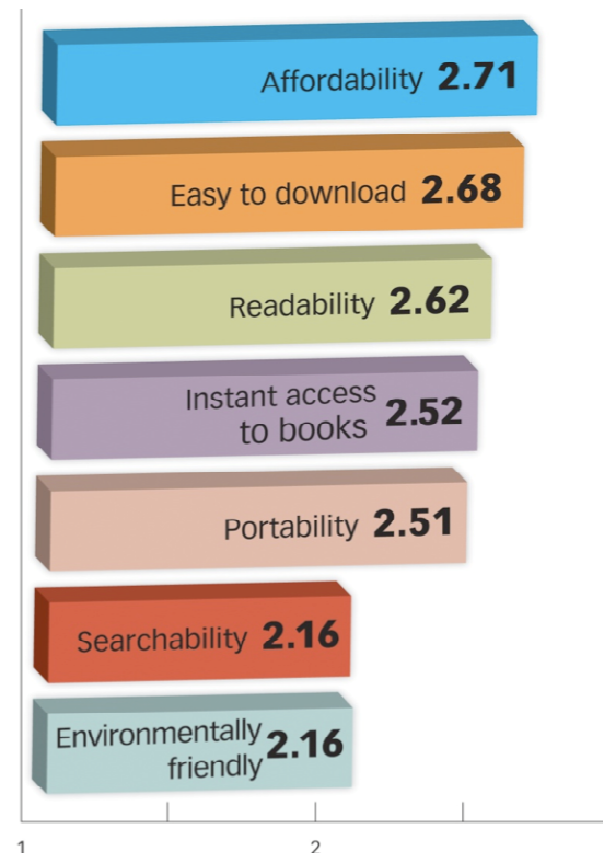 Affordability 2.71
Easy to download 2.68
Readability 2.62
Instant access
to books 2.52
Portability 2.51
Searchability 2.16
Environmentally
friendly 2.16
1 2